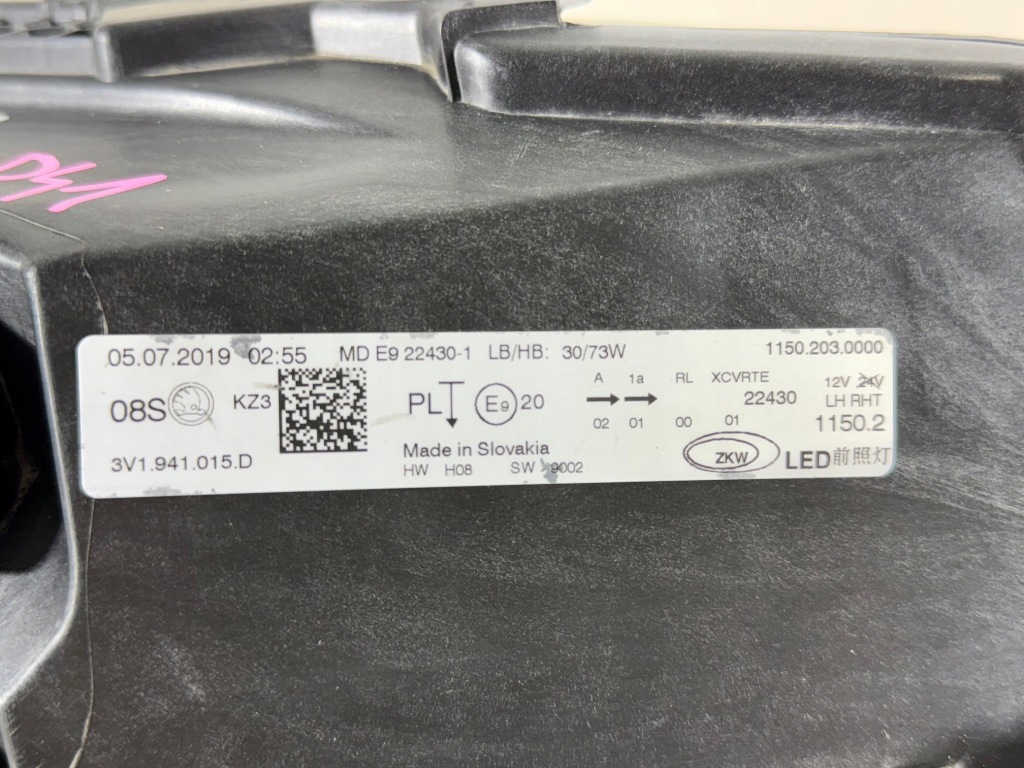 05.07.2019 02:55 MD E9 22430-1 LB/HB: 30/73W 1150.203.0000
08S KZ3 PL E9 20 A 1a RL XCVRTE 12V 24V
22430 LH RHT
02 01 00 01 1150.2
3V1.941.015.D Made in Slovakia ZKW LED前照灯
HW H08 SW 9002